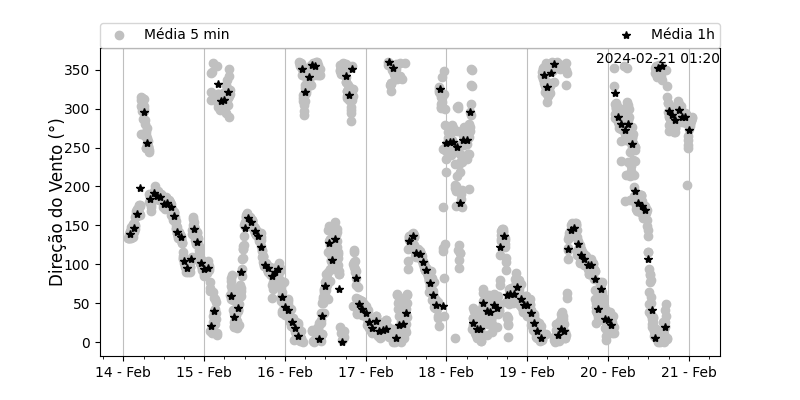 Média 5 min
Média 1h
2024-02-21 01:20
Direção do Vento (°)
350
300
250
200
150
100
50
0
14 - Feb
15 - Feb
16 - Feb
17 - Feb
18 - Feb
19 - Feb
20 - Feb
21 - Feb